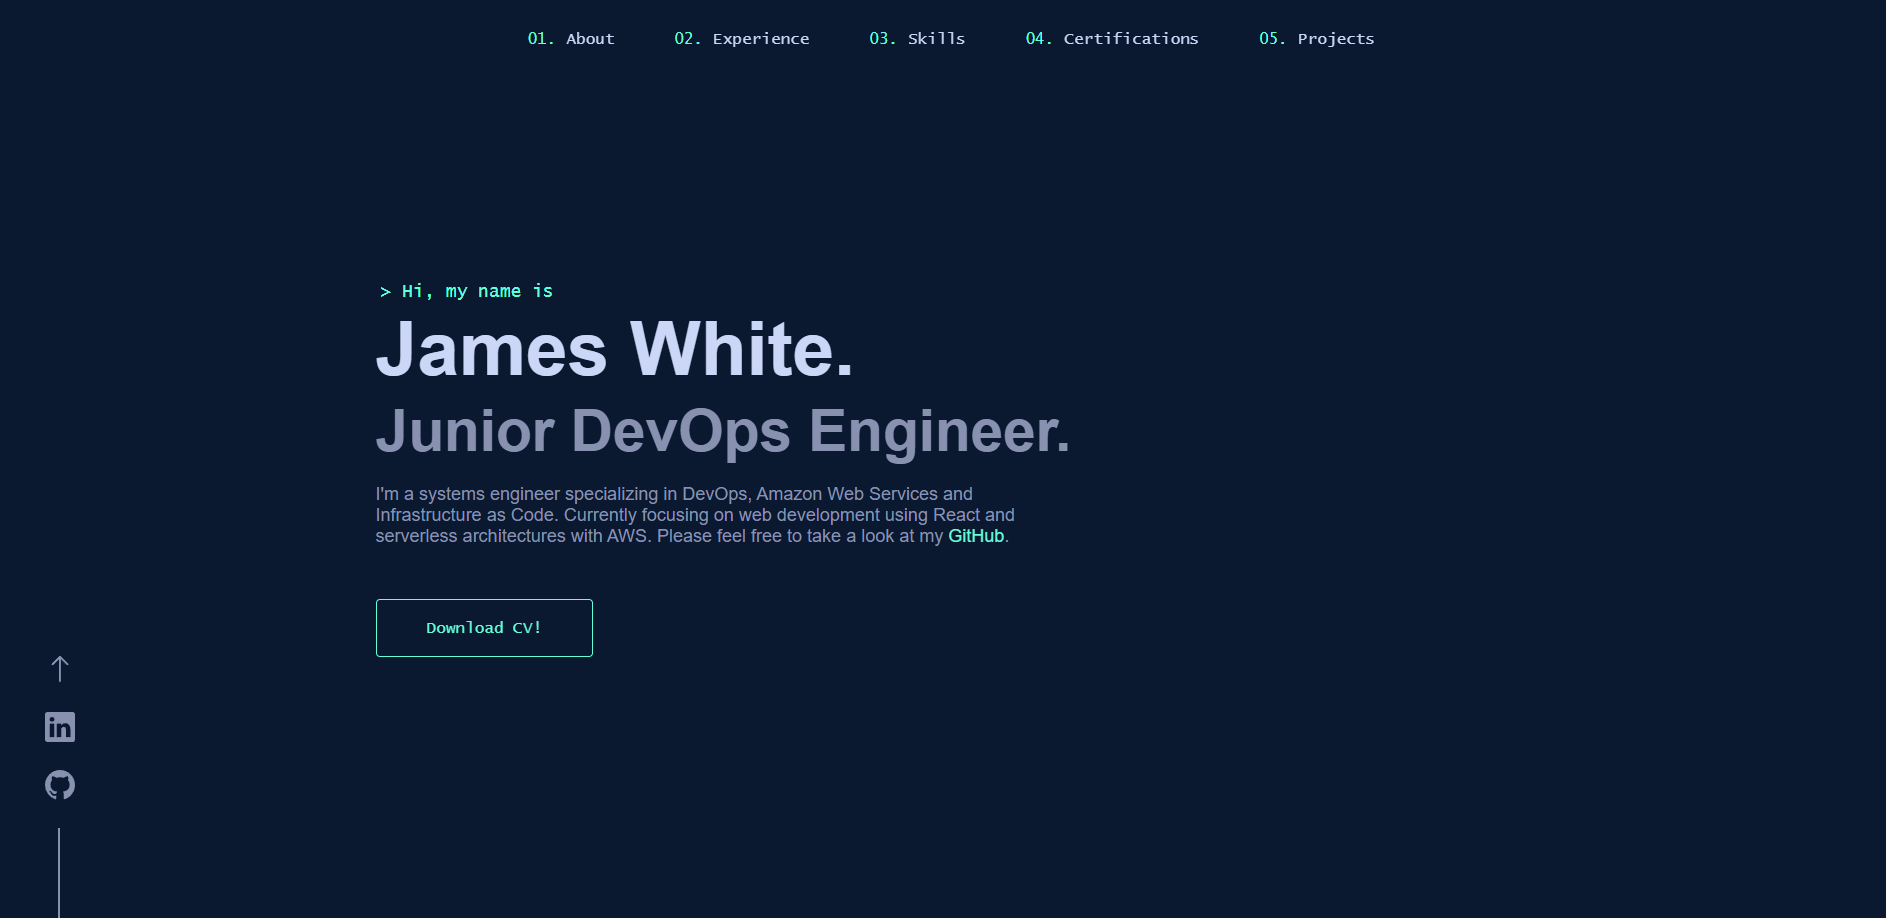 01. About 02. Experience 03. Skills 04. Certifications 05. Projects
> Hi, my name is
James White.
Junior DevOps Engineer.
I'm a systems engineer specializing in DevOps, Amazon Web Services and
Infrastructure as Code. Currently focusing on web development using React and
serverless architectures with AWS. Please feel free to take a look at my GitHub.
Download CV!
in